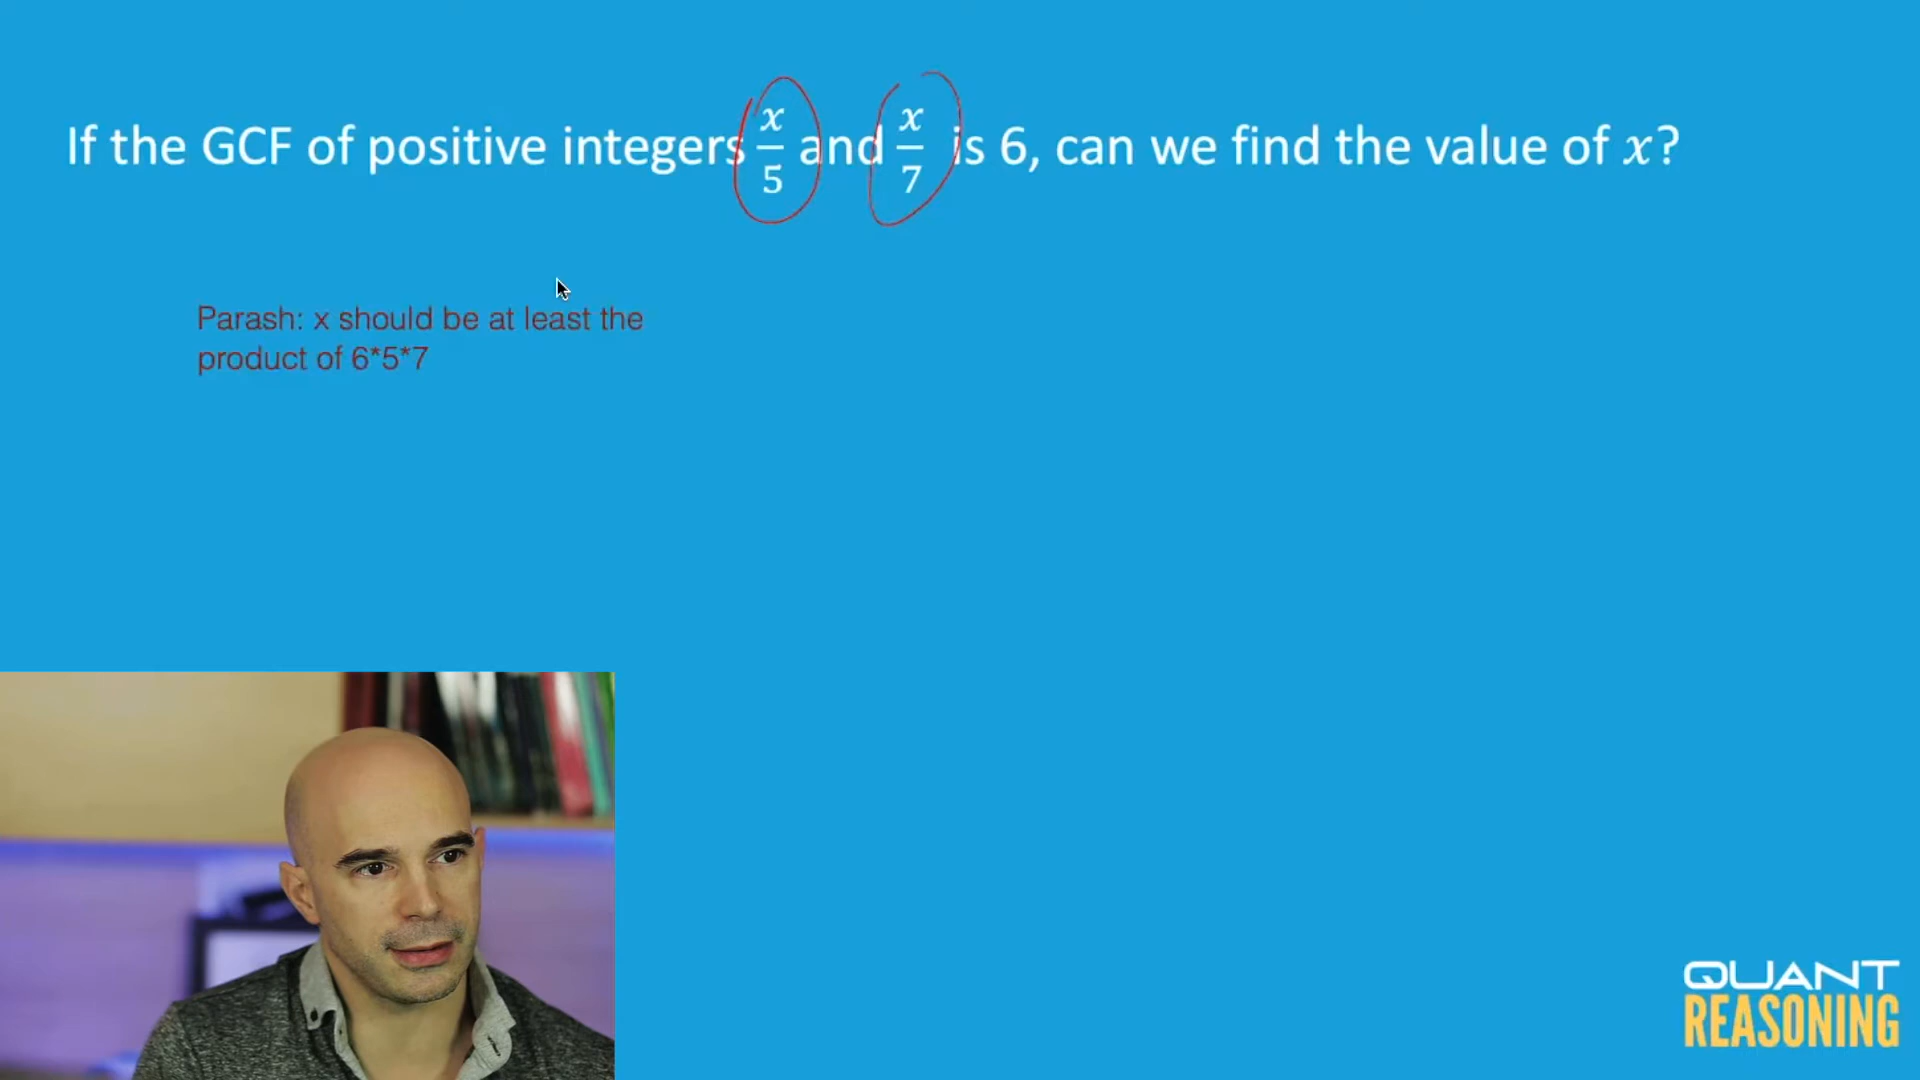 If the GCF of positive integers x/5 and x/7 is 6, can we find the value of x?
Parash: x should be at least the
product of 6*5*7
QUANT
REASONING